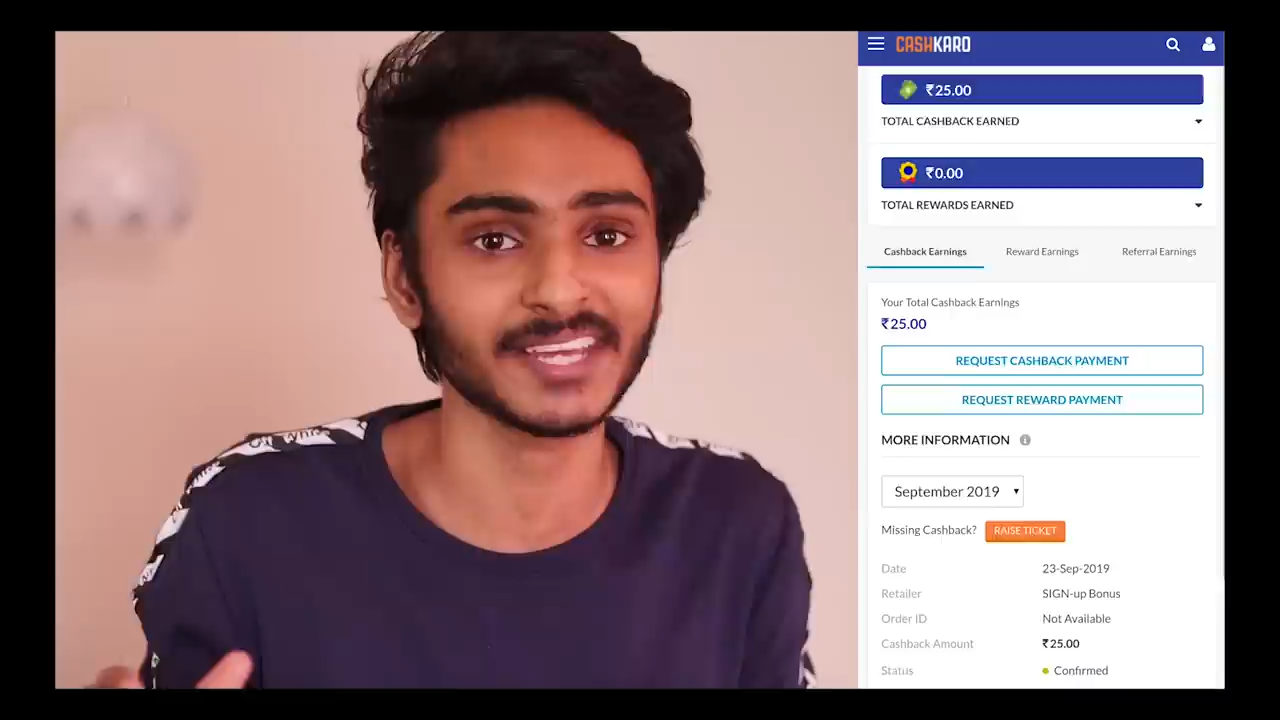 CASHKARO
₹25.00
TOTAL CASHBACK EARNED
₹0.00
TOTAL REWARDS EARNED
Cashback Earnings Reward Earnings Referral Earnings
Your Total Cashback Earnings
₹25.00
REQUEST CASHBACK PAYMENT
REQUEST REWARD PAYMENT
MORE INFORMATION
September 2019
Missing Cashback? RAISE TICKET
Date 23-Sep-2019
Retailer SIGN-up Bonus
Order ID Not Available
Cashback Amount ₹25.00
Status Confirmed
Off White